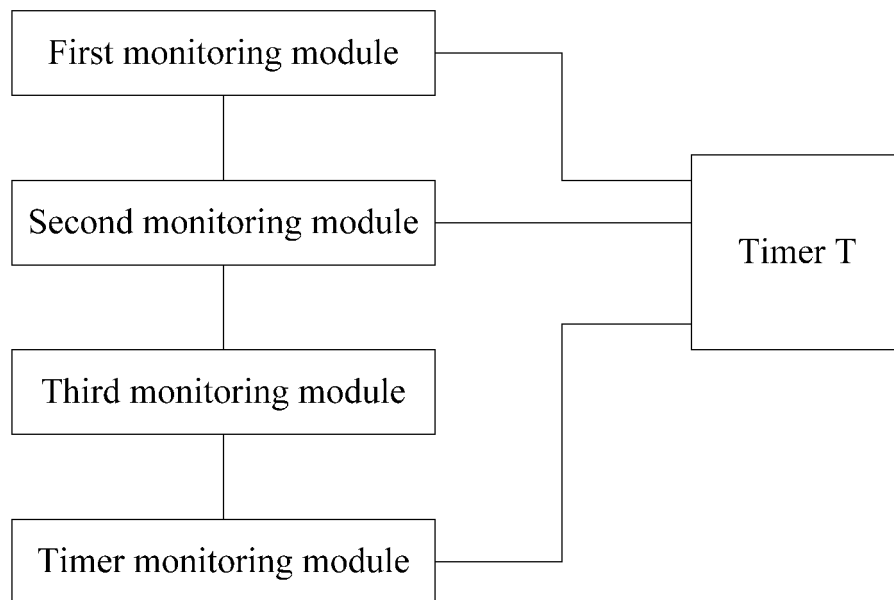 First monitoring module
Second monitoring module
Timer T
Third monitoring module
Timer monitoring module